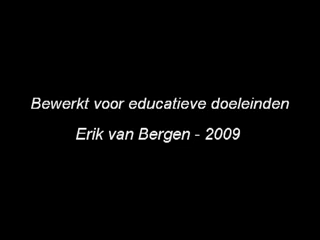 Bewerkt voor educatieve doeleinden
Erik van Bergen - 2009